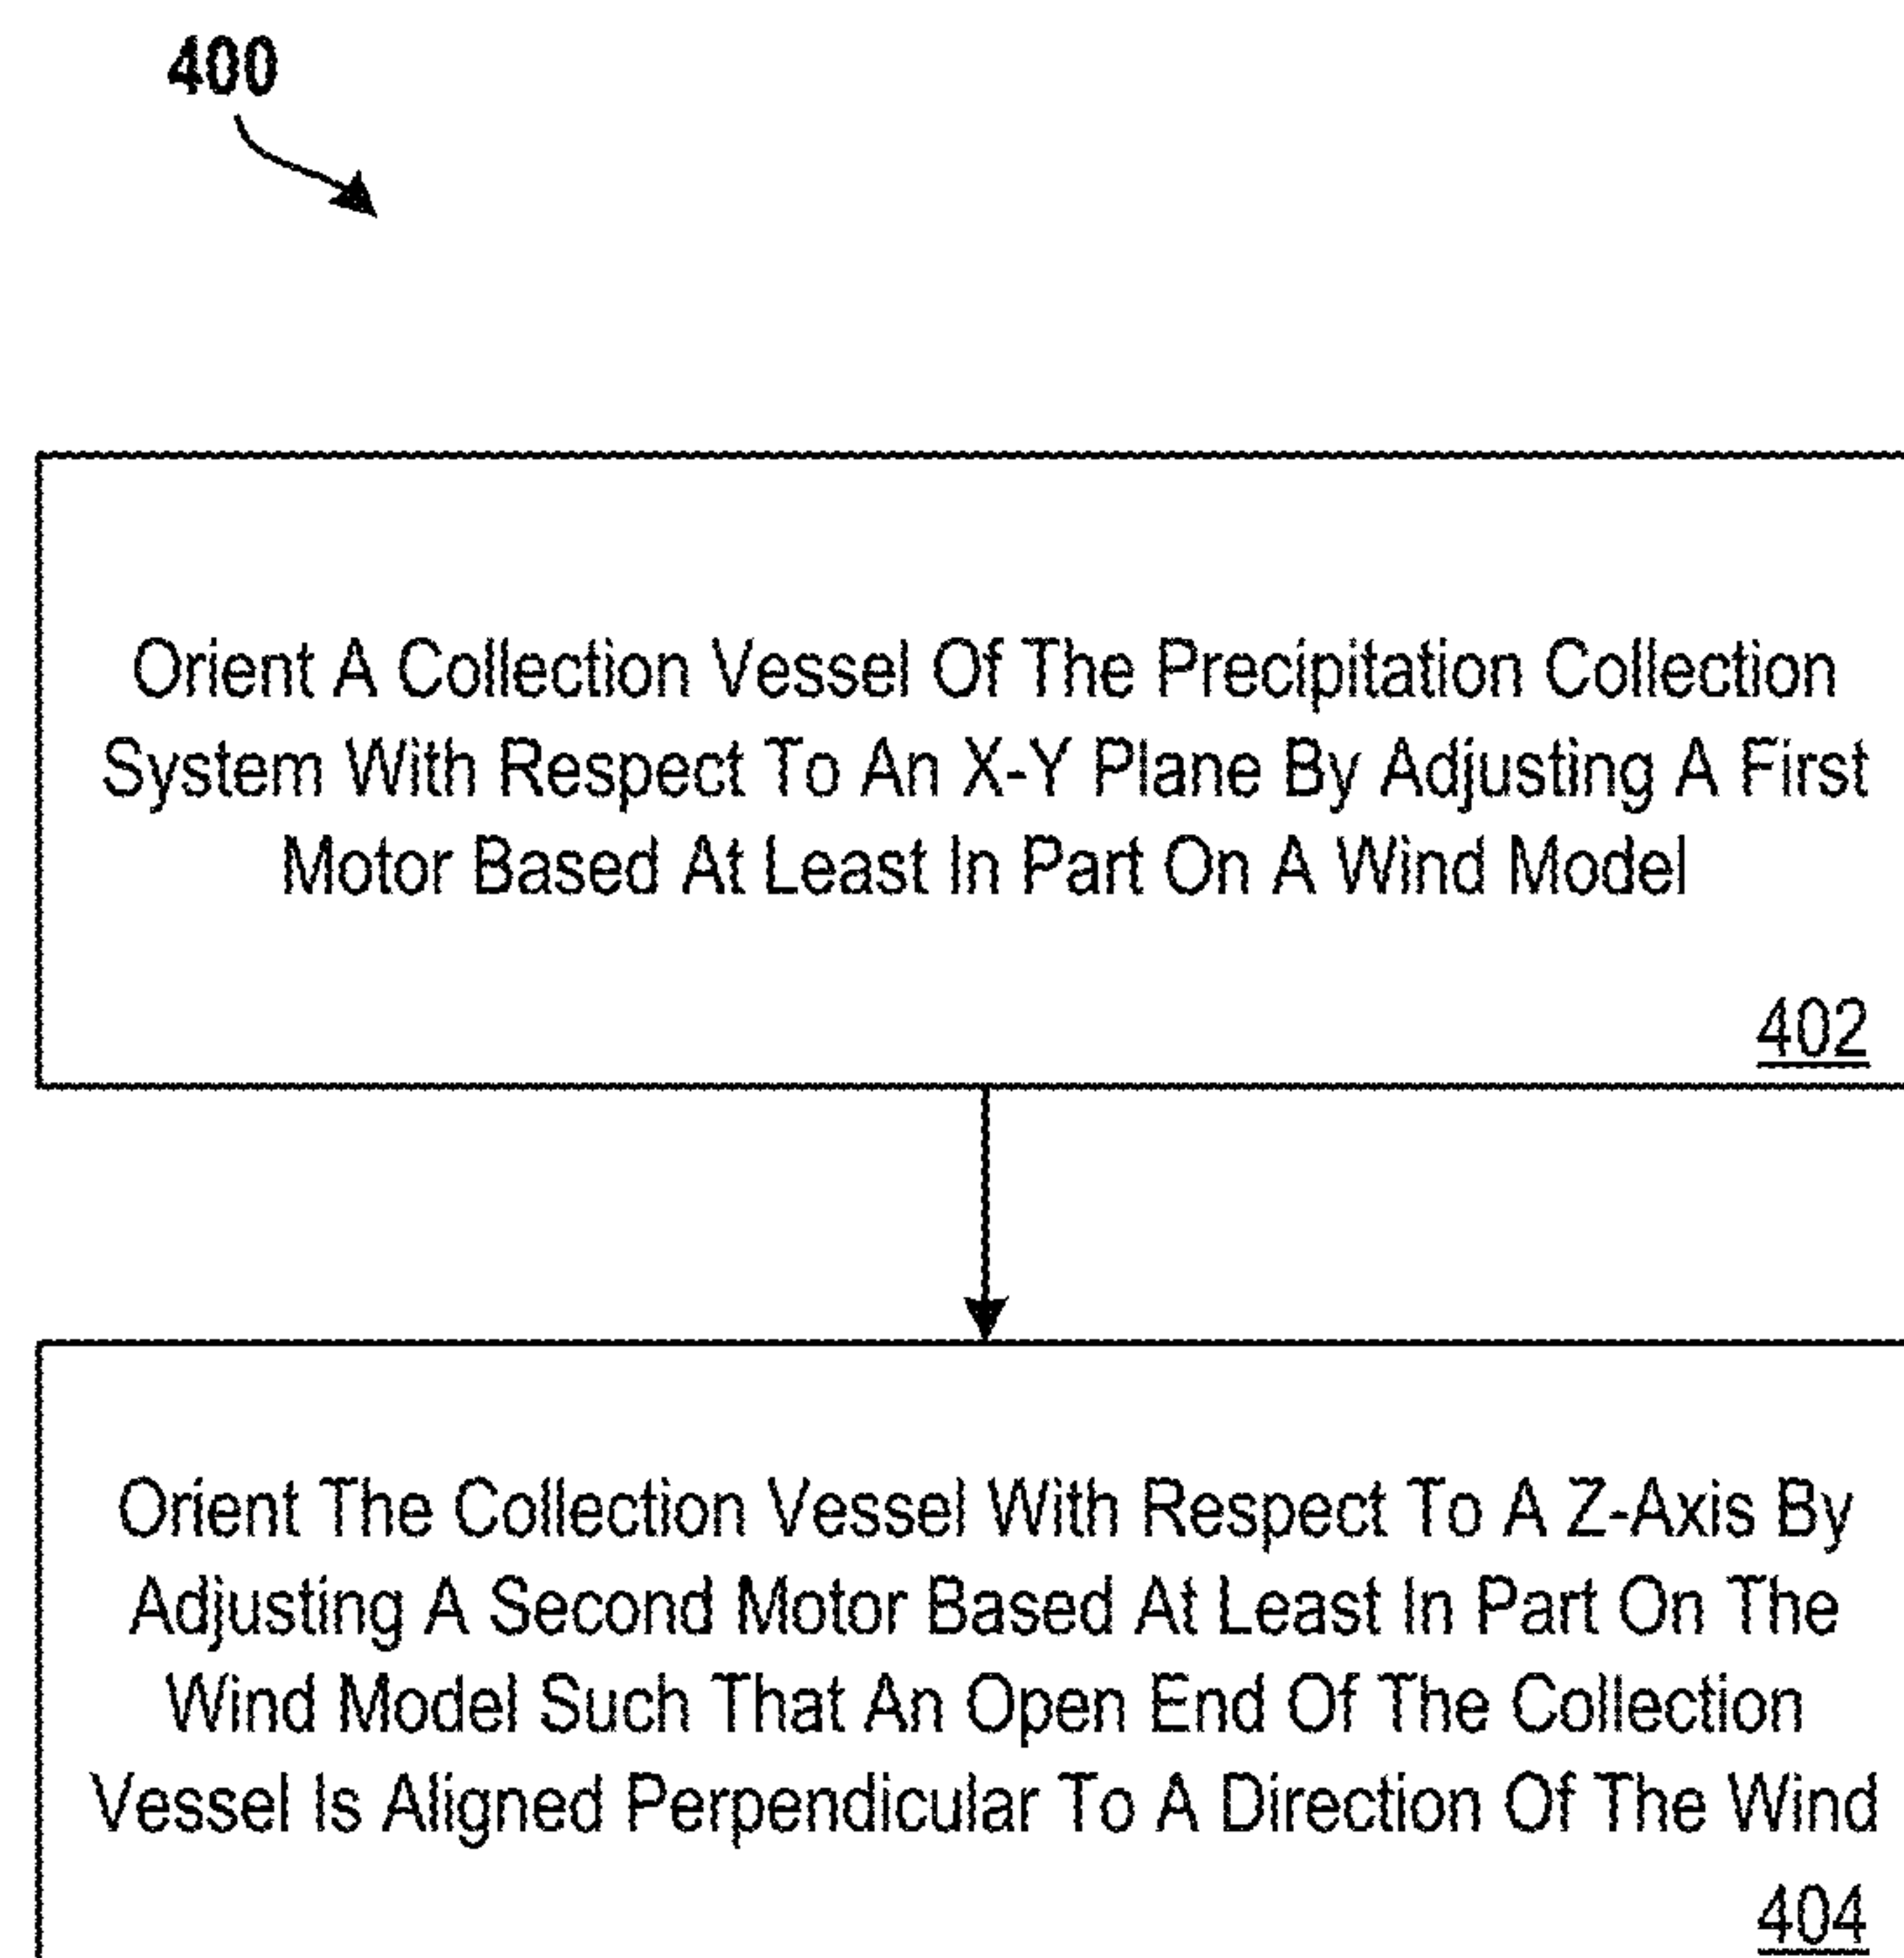 400
Orient A Collection Vessel Of The Precipitation Collection
System With Respect To An X-Y Plane By Adjusting A First
Motor Based At Least In Part On A Wind Model
402
Orient The Collection Vessel With Respect To A Z-Axis By
Adjusting A Second Motor Based At Least In Part On The
Wind Model Such That An Open End Of The Collection
Vessel Is Aligned Perpendicular To A Direction Of The Wind
404